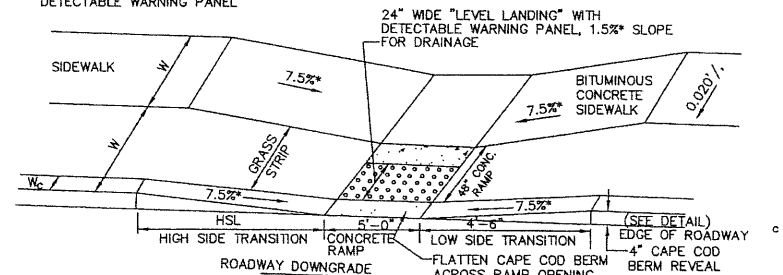 DETECTABLE WARNING PANEL
24" WIDE "LEVEL LANDING" WITH
DETECTABLE WARNING PANEL, 1.5%* SLOPE
FOR DRAINAGE
SIDEWALK
W
7.5%*
BITUMINOUS
CONCRETE
SIDEWALK
7.5%*
0.020'/,
W
GRASS
STRIP
48" CONC.
RAMP
Wc
7.5%*
7.5%*
HSL
5'-0"
4'-6"
(SEE DETAIL)
HIGH SIDE TRANSITION
CONCRETE
RAMP
LOW SIDE TRANSITION
EDGE OF ROADWAY
4" CAPE COD
BERM REVEAL
ROADWAY DOWNGRADE
FLATTEN CAPE COD BERM
ACROSS RAMP OPENING
c